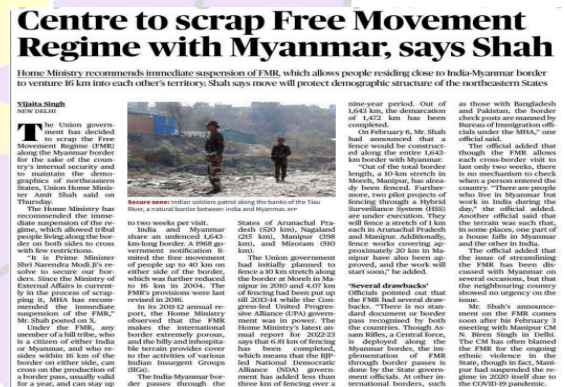 Centre to scrap Free Movement
Regime with Myanmar, says Shah
Home Ministry recommends immediate suspension of FMR, which allows people residing close to India-Myanmar border
to venture 16 km into each other's territory; Shah says move will protect demographic structure of the northeastern States
Vijaita Singh
NEW DELHI
The Union govern-
ment has decided
to scrap the Free
Movement Regime (FMR)
along the Myanmar border
for the sake of the coun-
try's internal security and
to maintain the demo-
graphics of northeastern
States, Union Home Minis-
ter Amit Shah said on
Thursday.
The Home Ministry has
recommended the imme-
diate suspension of the re-
gime, which allowed tribal
people living along the bor-
der on both sides to cross
with few restrictions.
"It is Prime Minister
Shri Narendra Modi Ji's re-
solve to secure our bor-
ders. Since the Ministry of
External Affairs is current-
ly in the process of scrap-
ping it, MHA has recom-
mended the immediate
suspension of the FMR,"
Mr. Shah posted on X.
Under the FMR, any
member of a hill tribe, who
is a citizen of either India
or Myanmar, and who re-
sides within 16 km of the
border on either side, can
cross on the production of
a border pass, usually valid
for a year, and can stay up
Secure zone: Indian soldiers patrol along the banks of the Tiau
River, a natural border between India and Myanmar. AFP
to two weeks per visit.
India and Myanmar
share an unfenced 1,643-
km-long border. A 1968 go-
vernment notification li-
mited the free movement
of people up to 40 km on
either side of the border,
which was further reduced
to 16 km in 2004. The
FMR's provisions were last
revised in 2016.
In its 2011-12 annual re-
port, the Home Ministry
observed that the FMR
makes the international
border extremely porous,
and the hilly and inhospita-
ble terrain provides cover
to the activities of various
Indian Insurgent Groups
(IIGs).
The India-Myanmar bor-
der passes through the
States of Arunachal Pra-
desh (520 km), Nagaland
(215 km), Manipur (398
km), and Mizoram (510
km).
The Union government
had initially planned to
fence a 10 km stretch along
the border at Moreh in Ma-
nipur in 2010 and 4.07 km
of fencing had been put up
till 2013-14 while the Con-
gress-led United Progres-
sive Alliance (UPA) govern-
ment was in power. The
Home Ministry's latest an-
nual report for 2022-23
says that 6.81 km of fencing
has been completed,
which means that the BJP-
led National Democratic
Alliance (NDA) govern-
ment has added less than
three km of fencing over a
nine-year period. Out of
1,643 km, the demarcation
of 1,472 km has been
completed.
On February 6, Mr. Shah
had announced that a
fence would be construct-
ed along the entire 1,643-
km border with Myanmar.
"Out of the total border
length, a 10-km stretch in
Moreh, Manipur, has alrea-
dy been fenced. Further-
more, two pilot projects of
fencing through a Hybrid
Surveillance System (HSS)
are under execution. They
will fence a stretch of 1 km
each in Arunachal Pradesh
and Manipur. Additionally,
fence works covering ap-
proximately 20 km in Ma-
nipur have also been ap-
proved, and the work will
start soon," he added.
'Several drawbacks'
Officials pointed out that
the FMR had several draw-
backs. "There is no stan-
dard document or border
pass recognised by both
the countries. Though As-
sam Rifles, a Central force,
is deployed along the
Myanmar border, the im-
plementation of FMR
through border passes is
done by the State govern-
ment officials. At other in-
ternational borders, such
as those with Bangladesh
and Pakistan, the border
check posts are manned by
Bureau of Immigration offi-
cials under the MHA," one
official said.
The official added that
though the FMR allows
each cross-border visit to
last only two weeks, there
is no mechanism to check
when a person entered the
country. "There are people
who live in Myanmar but
work in India during the
day," the official added.
Another official said that
the terrain was such that,
in some places, one part of
a house falls in Myanmar
and the other in India.
The official added that
the issue of streamlining
the FMR has been dis-
cussed with Myanmar on
several occasions, but that
the neighbouring country
showed no urgency on the
issue.
Mr. Shah's announce-
ment on the FMR comes
soon after his February 3
meeting with Manipur CM
N. Biren Singh in Delhi.
The CM has often blamed
the FMR for the ongoing
ethnic violence in the
State, though in fact, Mani-
pur had suspended the re-
gime in 2020 itself due to
the COVID-19 pandemic.